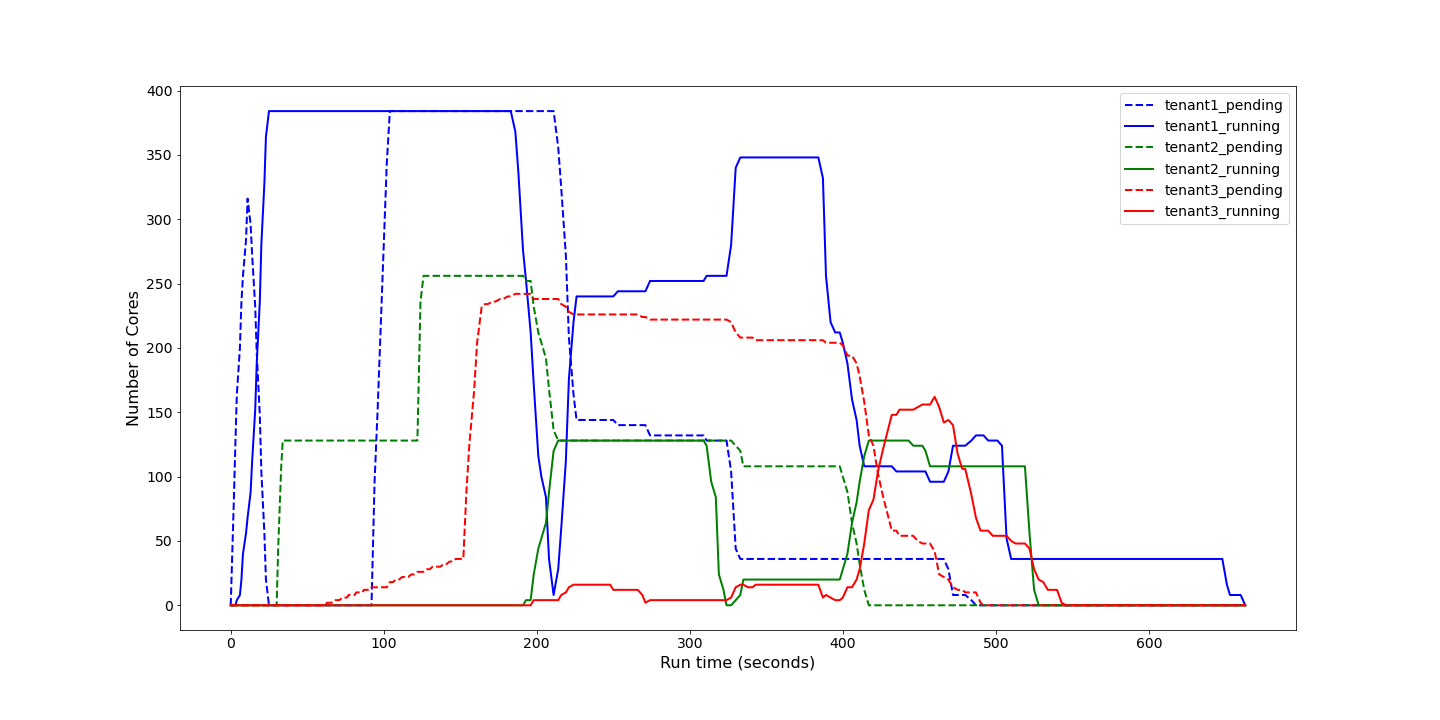 400
350
300
250
200
150
100
50
0
Number of Cores
0 100 200 300 400 500 600
Run time (seconds)
tenant1_pending
tenant1_running
tenant2_pending
tenant2_running
tenant3_pending
tenant3_running